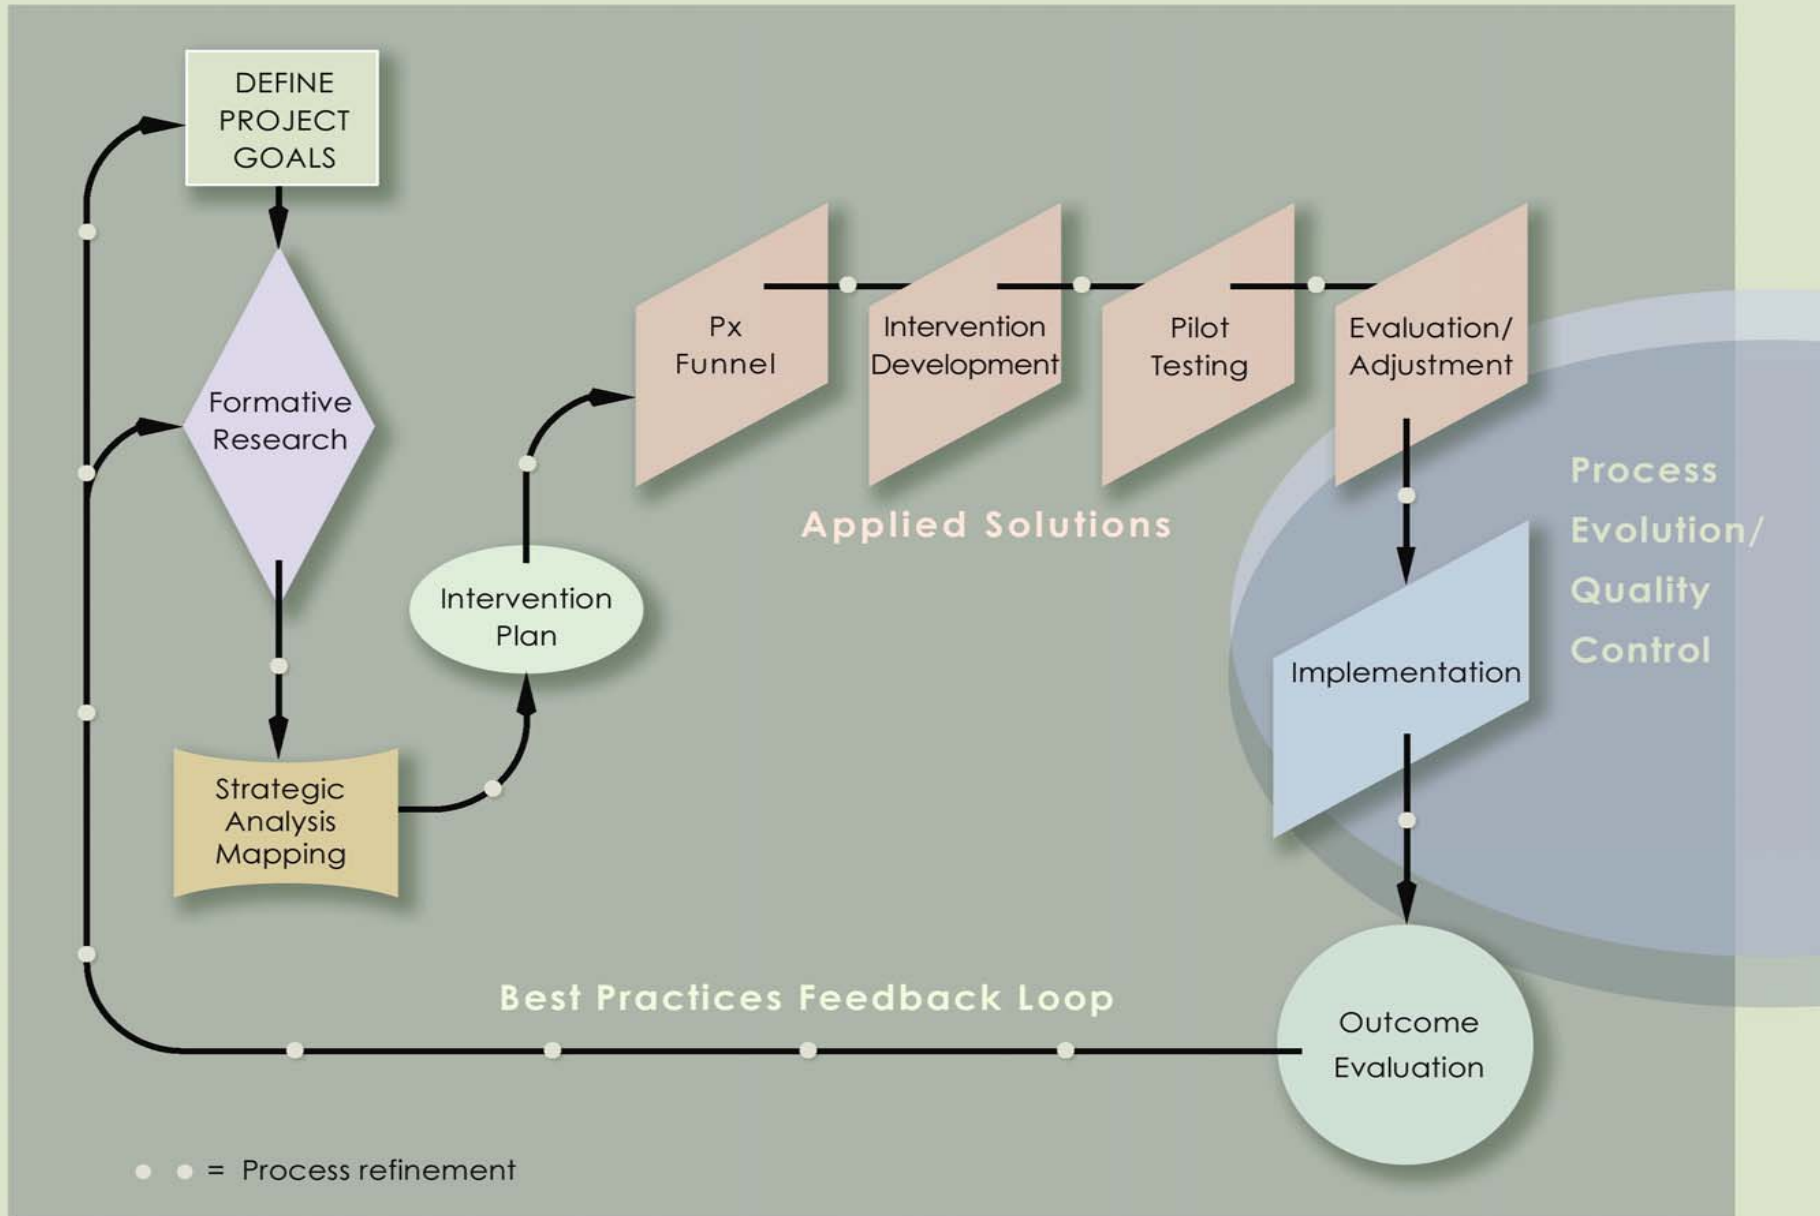 DEFINE
PROJECT
GOALS
Formative
Research
Strategic
Analysis
Mapping
Intervention
Plan
Px
Funnel
Intervention
Development
Pilot
Testing
Evaluation/
Adjustment
Applied Solutions
Process
Evolution/
Quality
Control
Implementation
Outcome
Evaluation
Best Practices Feedback Loop
= Process refinement